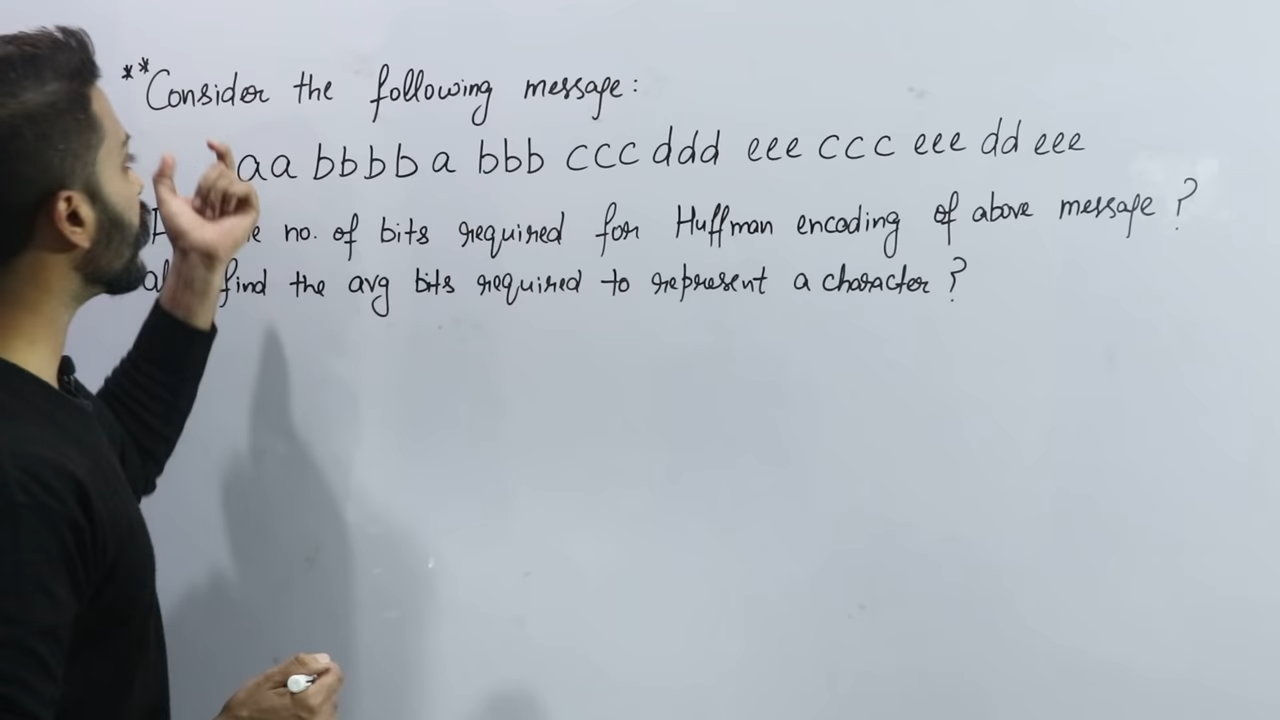 **Consider the following message:
aa bbbb a bbb ccc ddd eee ccc eee dd eee
no. of bits required for Huffman encoding of above message ?
find the avg bits required to represent a character ?